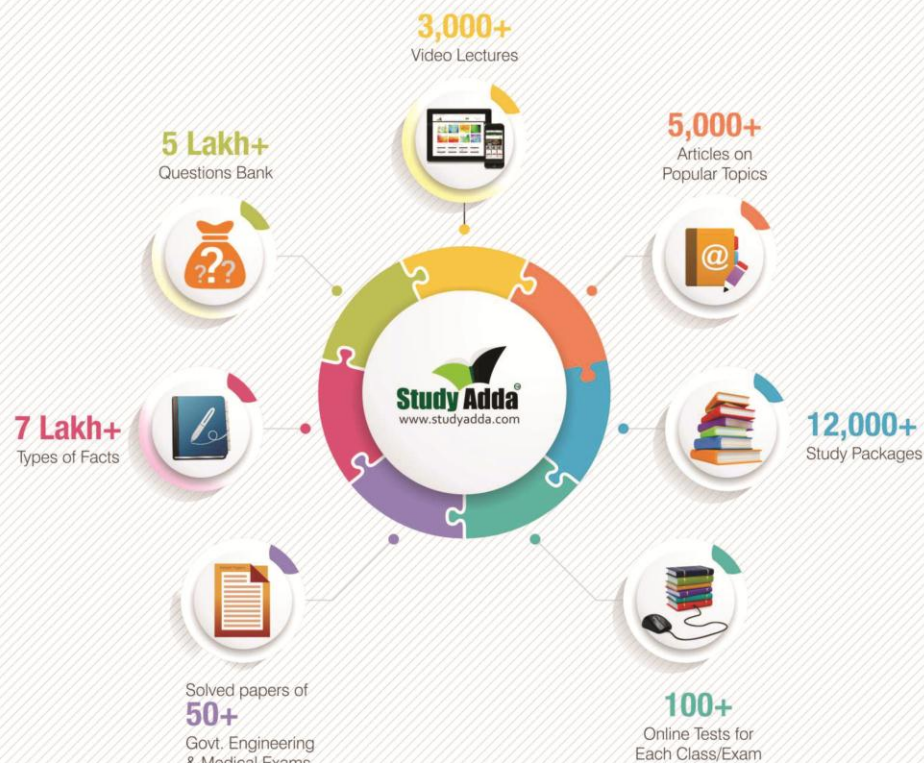 3,000+
Video Lectures
5 Lakh+
Questions Bank
5,000+
Articles on
Popular Topics
Study Adda®
www.studyadda.com
7 Lakh+
Types of Facts
12,000+
Study Packages
Solved papers of
50+
Govt. Engineering
& Medical Exams
100+
Online Tests for
Each Class/Exam